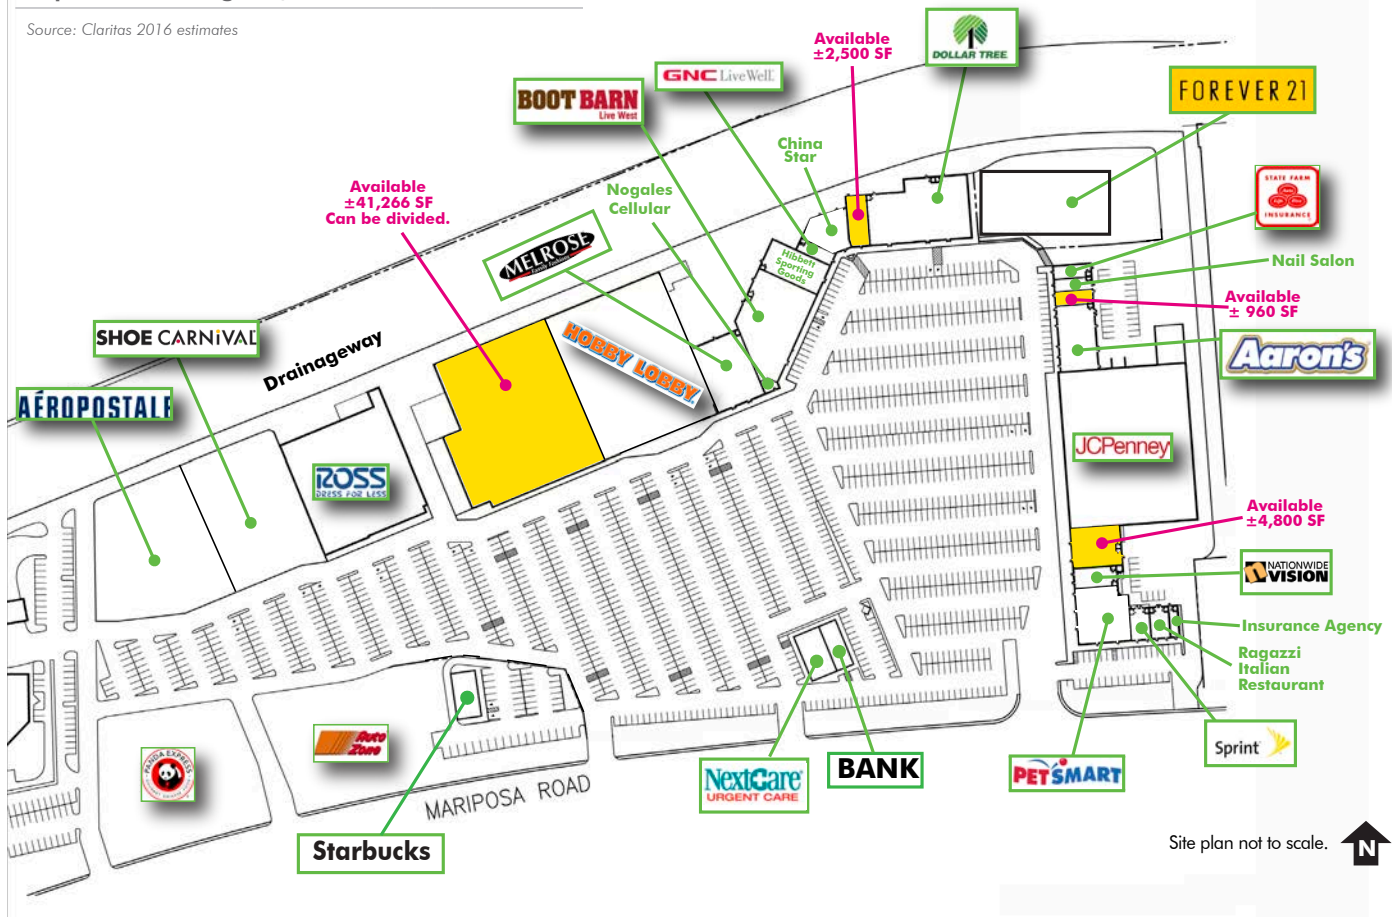 Source: Claritas 2016 estimates
Available
±2,500 SF
DOLLAR TREE
GNC LiveWell
FOREVER 21
BOOT BARN
Live West
China
Star
STATE FARM
INSURANCE
Available
±41,266 SF
Can be divided.
Nogales
Cellular
MELROSE
Family Fashions
Hibbett
Sporting
Goods
Nail Salon
Available
± 960 SF
SHOE CARNiVAL
Drainageway
HOBBY LOBBY
Aaron's
AÉROPOSTALE
JCPenney
ROSS
DRESS FOR LESS
Available
±4,800 SF
NATIONWIDE
VISION
Insurance Agency
Ragazzi
Italian
Restaurant
Auto
Zone
PANDA EXPRESS
Sprint
NextCare
URGENT CARE
BANK
PETSMART
MARIPOSA ROAD
Starbucks
Site plan not to scale.
N